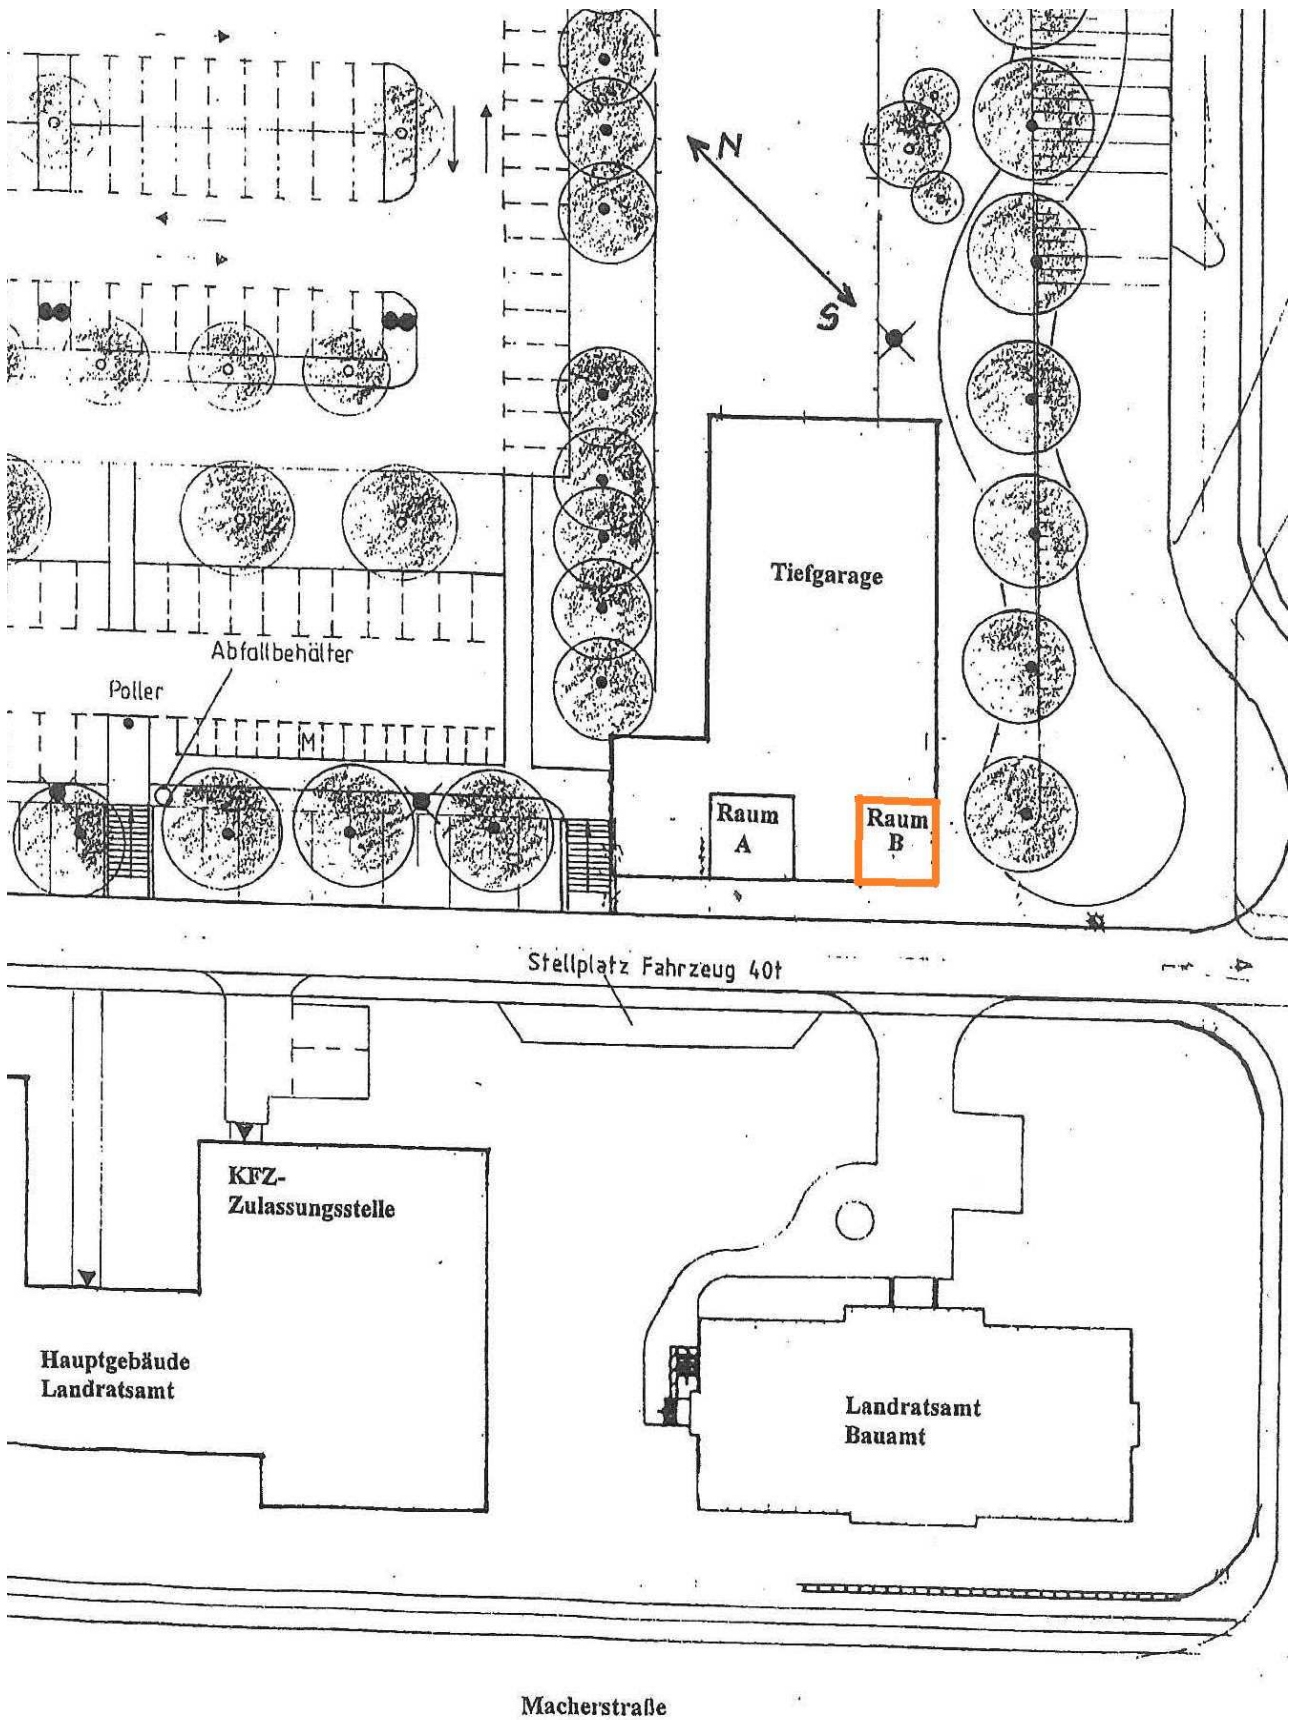 N
S
Tiefgarage
Abfallbehälter
Poller
M
Raum
A
Raum
B
Stellplatz Fahrzeug 40t
KFZ-
Zulassungsstelle
Hauptgebäude
Landratsamt
Landratsamt
Bauamt
Macherstraße